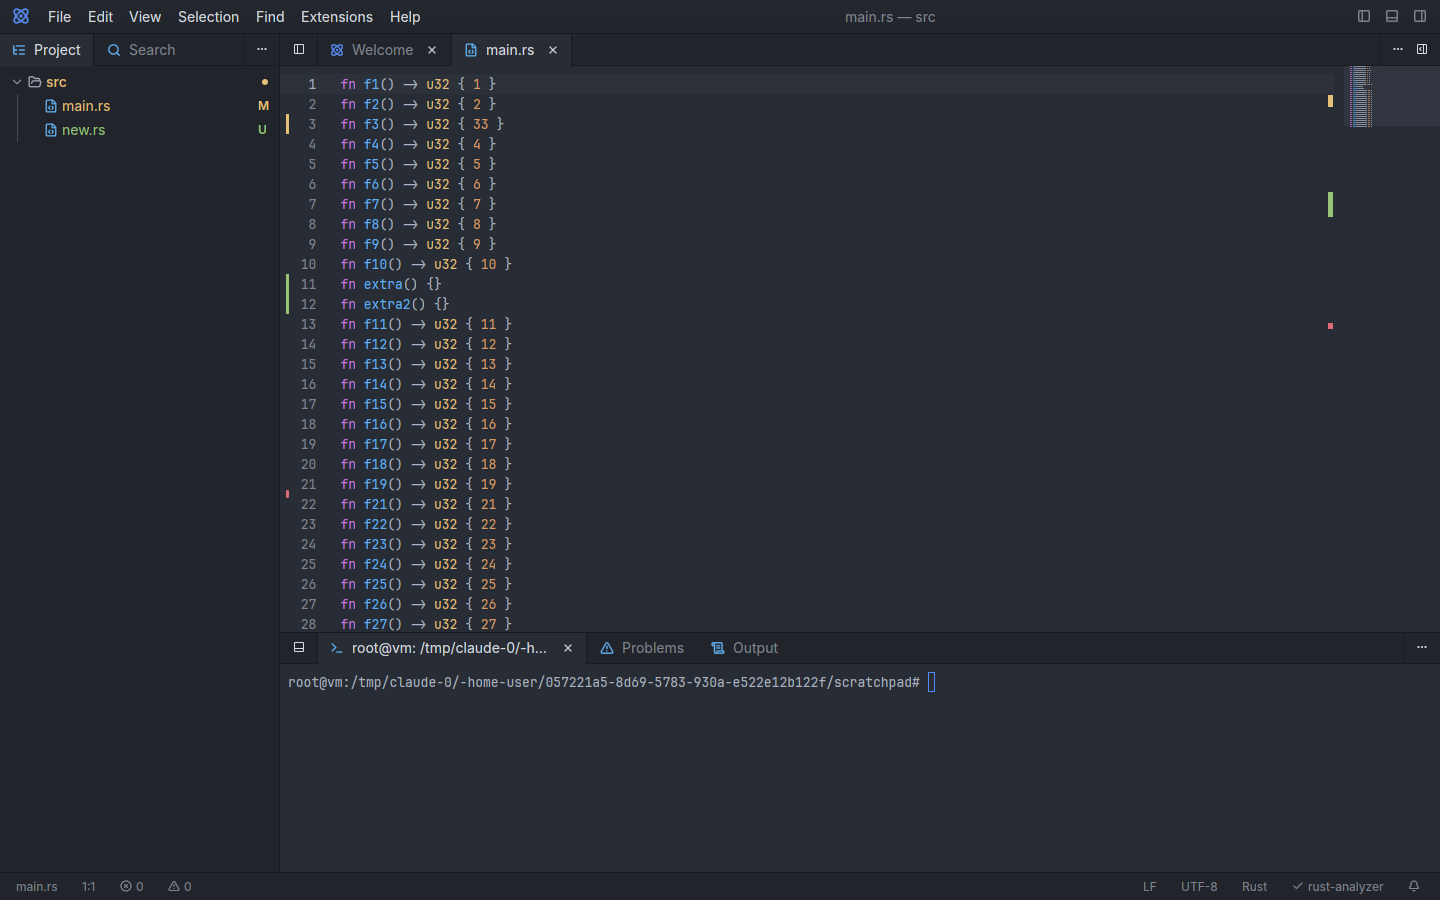 File Edit View Selection Find Extensions Help
main.rs — src
Project
Search
Welcome
main.rs
src
main.rs M
new.rs U
1 fn f1() -> u32 { 1 }
2 fn f2() -> u32 { 2 }
3 fn f3() -> u32 { 33 }
4 fn f4() -> u32 { 4 }
5 fn f5() -> u32 { 5 }
6 fn f6() -> u32 { 6 }
7 fn f7() -> u32 { 7 }
8 fn f8() -> u32 { 8 }
9 fn f9() -> u32 { 9 }
10 fn f10() -> u32 { 10 }
11 fn extra() {}
12 fn extra2() {}
13 fn f11() -> u32 { 11 }
14 fn f12() -> u32 { 12 }
15 fn f13() -> u32 { 13 }
16 fn f14() -> u32 { 14 }
17 fn f15() -> u32 { 15 }
18 fn f16() -> u32 { 16 }
19 fn f17() -> u32 { 17 }
20 fn f18() -> u32 { 18 }
21 fn f19() -> u32 { 19 }
22 fn f21() -> u32 { 21 }
23 fn f22() -> u32 { 22 }
24 fn f23() -> u32 { 23 }
25 fn f24() -> u32 { 24 }
26 fn f25() -> u32 { 25 }
27 fn f26() -> u32 { 26 }
28 fn f27() -> u32 { 27 }
root@vm: /tmp/claude-0/-h...
Problems
Output
root@vm:/tmp/claude-0/-home-user/057221a5-8d69-5783-930a-e522e12b122f/scratchpad#
main.rs 1:1 0 0
LF UTF-8 Rust rust-analyzer